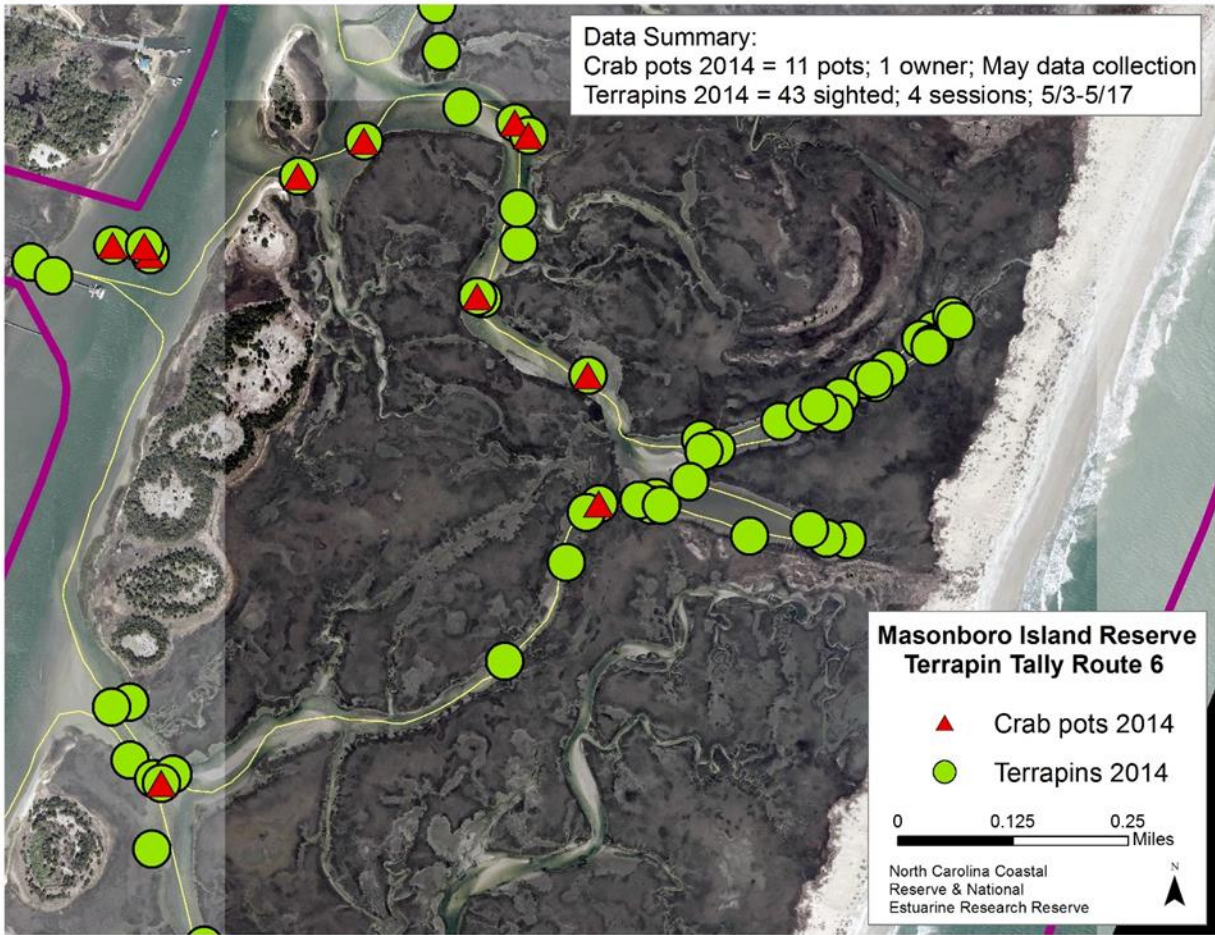 Data Summary:
Crab pots 2014 = 11 pots; 1 owner; May data collection
Terrapins 2014 = 43 sighted; 4 sessions; 5/3-5/17
Masonboro Island Reserve
Terrapin Tally Route 6
Crab pots 2014
Terrapins 2014
0 0.125 0.25
Miles
North Carolina Coastal
Reserve & National
Estuarine Research Reserve
N